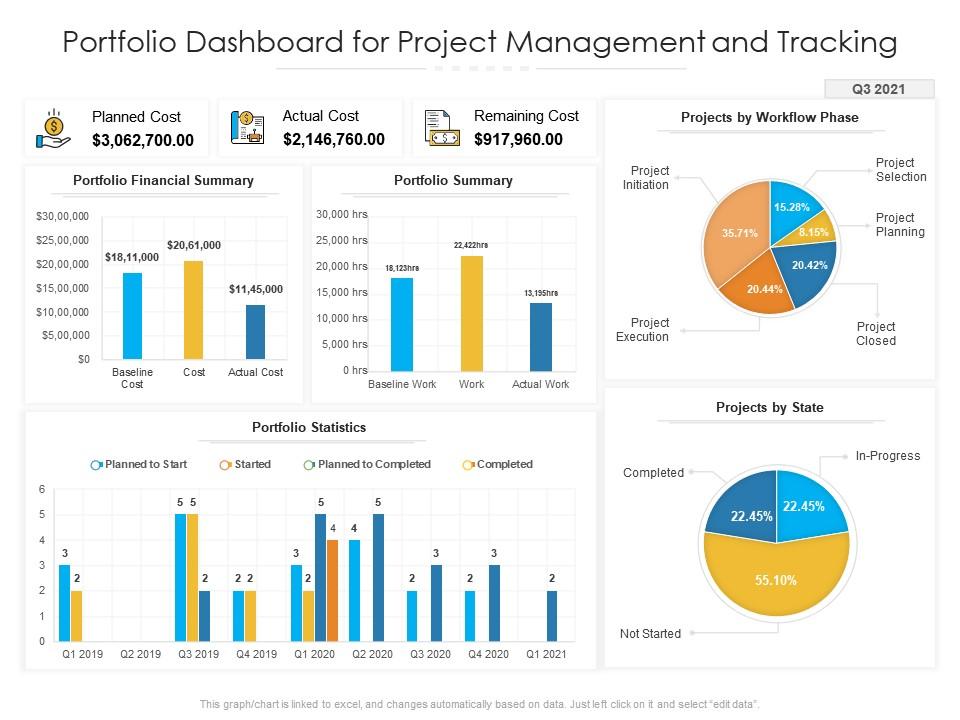 Portfolio Dashboard for Project Management and Tracking
Q3 2021
Planned Cost
$3,062,700.00
Actual Cost
$2,146,760.00
Remaining Cost
$917,960.00
Portfolio Financial Summary
$30,00,000
$25,00,000
$20,00,000
$15,00,000
$10,00,000
$5,00,000
$0
$18,11,000
$20,61,000
$11,45,000
Baseline
Cost
Cost
Actual Cost
Portfolio Summary
30,000 hrs
25,000 hrs
20,000 hrs
15,000 hrs
10,000 hrs
5,000 hrs
0 hrs
18,123hrs
22,422hrs
13,195hrs
Baseline Work
Work
Actual Work
Projects by Workflow Phase
Project
Initiation
Project
Selection
Project
Planning
Project
Execution
Project
Closed
15.28%
8.15%
20.42%
20.44%
35.71%
Portfolio Statistics
Planned to Start
Started
Planned to Completed
Completed
6
5
4
3
2
1
0
3
2
5
5
2
2
2
3
2
5
4
4
5
2
3
2
3
2
Q1 2019
Q2 2019
Q3 2019
Q4 2019
Q1 2020
Q2 2020
Q3 2020
Q4 2020
Q1 2021
Projects by State
Completed
In-Progress
22.45%
22.45%
55.10%
Not Started
This graph/chart is linked to excel, and changes automatically based on data. Just left click on it and select “edit data”.